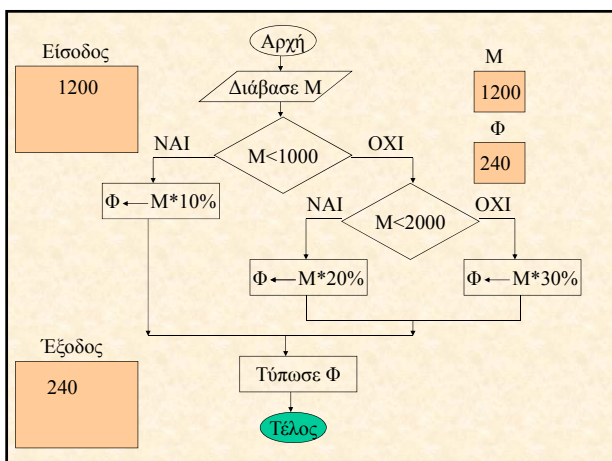 Είσοδος
1200
Αρχή
Διάβασε Μ
Μ
1200
Φ
240
ΝΑΙ
Μ<1000
ΟΧΙ
Φ ← Μ*10%
ΝΑΙ
Μ<2000
ΟΧΙ
Φ ← Μ*20%
Φ ← Μ*30%
Έξοδος
240
Τύπωσε Φ
Τέλος